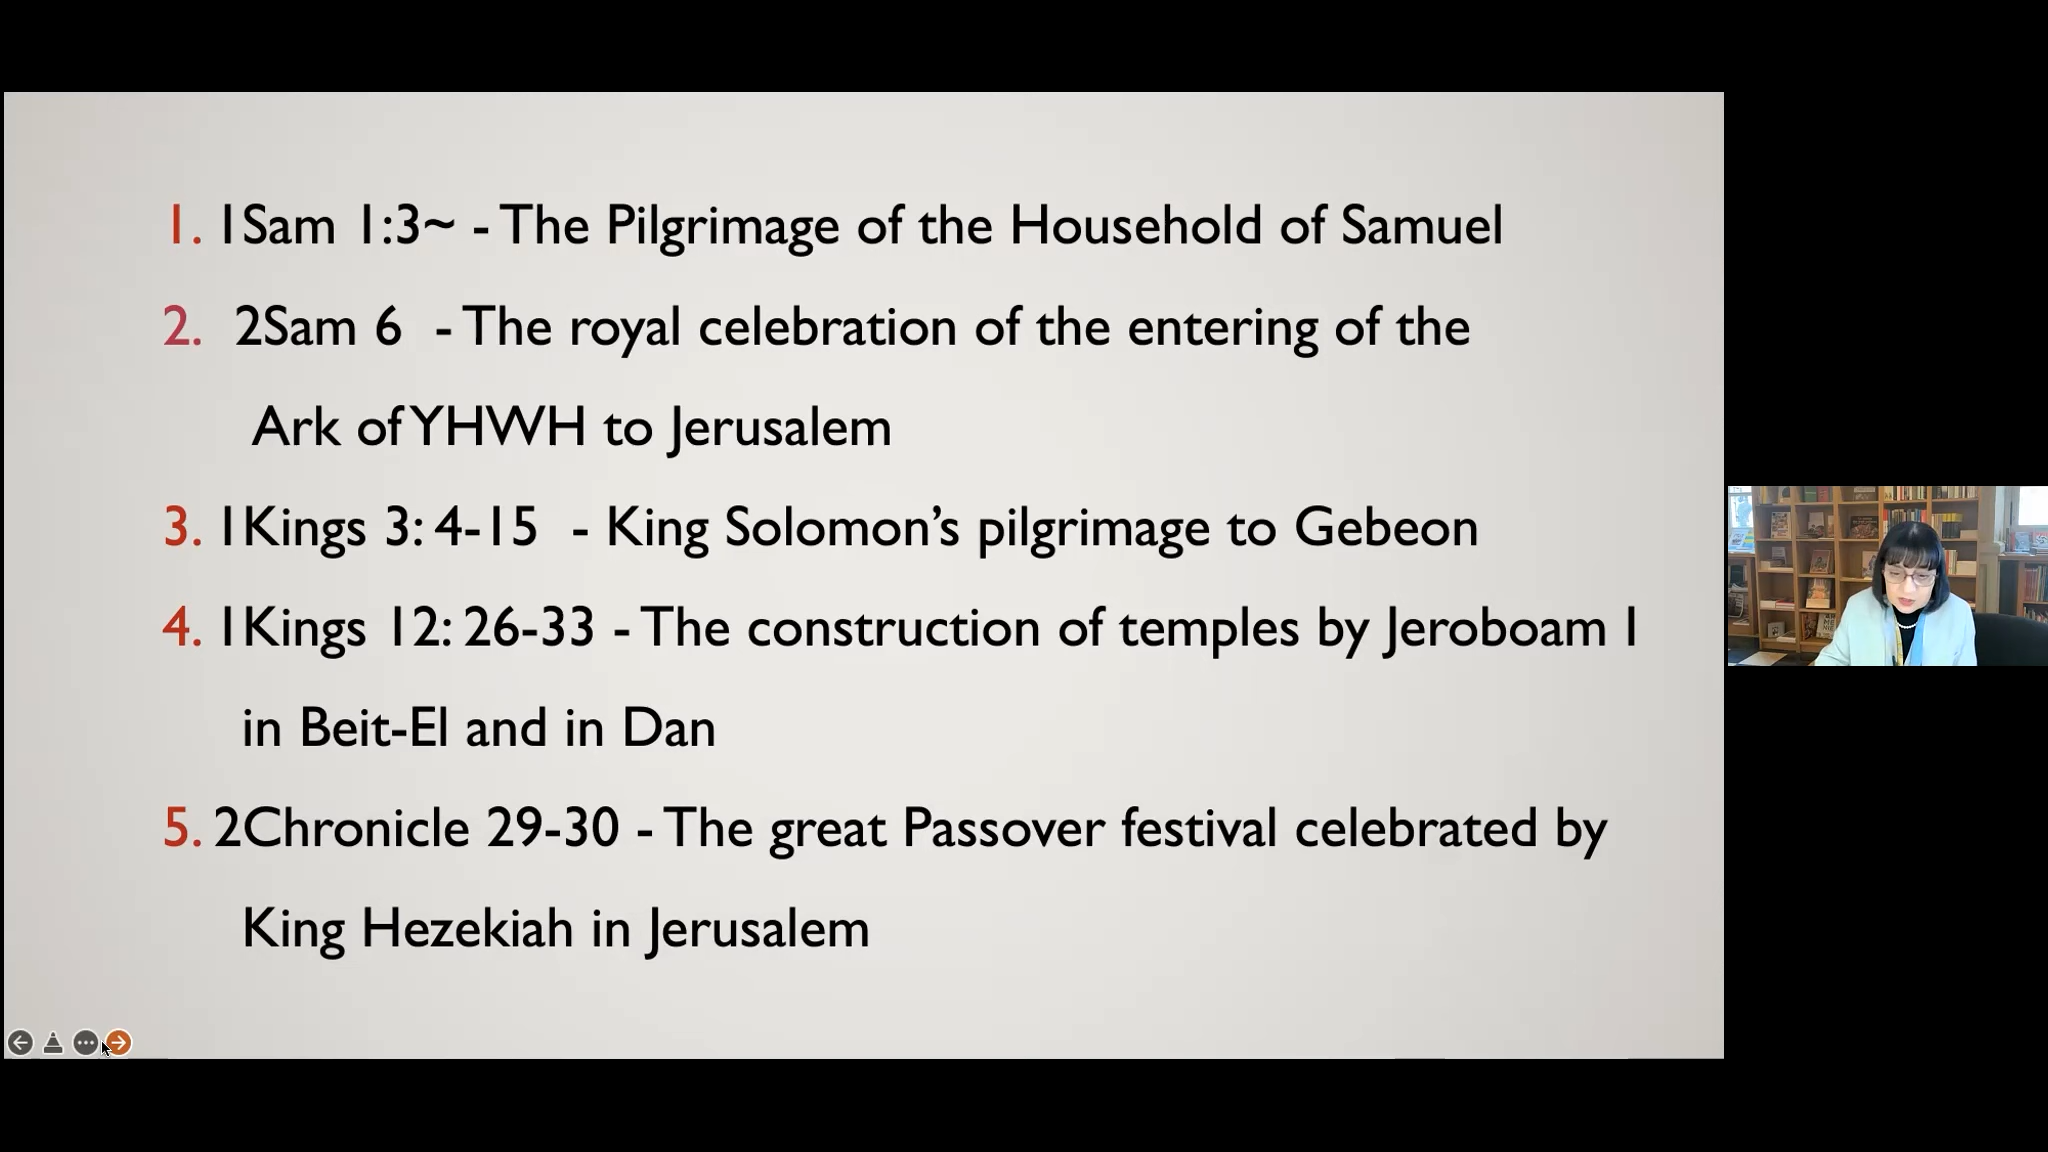 1. 1Sam 1:3~ - The Pilgrimage of the Household of Samuel
2. 2Sam 6 - The royal celebration of the entering of the
Ark of YHWH to Jerusalem
3. 1Kings 3: 4-15 - King Solomon’s pilgrimage to Gebeon
4. 1Kings 12: 26-33 - The construction of temples by Jeroboam I
in Beit-El and in Dan
5. 2Chronicle 29-30 - The great Passover festival celebrated by
King Hezekiah in Jerusalem